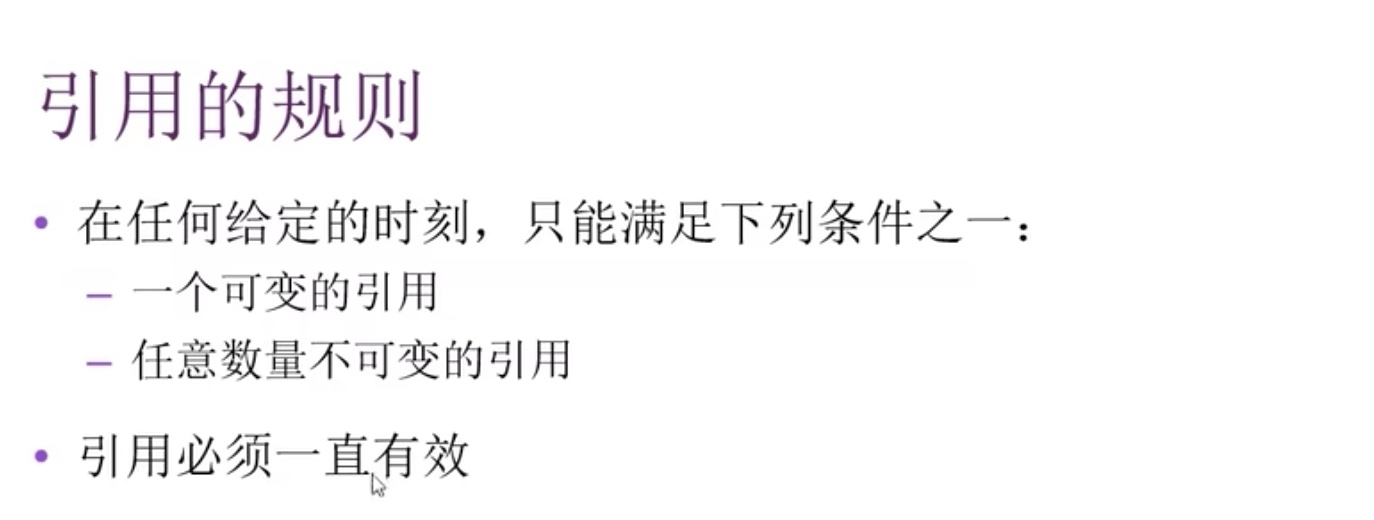 引用的规则
• 在任何给定的时刻，只能满足下列条件之一：
– 一个可变的引用
– 任意数量不可变的引用
• 引用必须一直有效